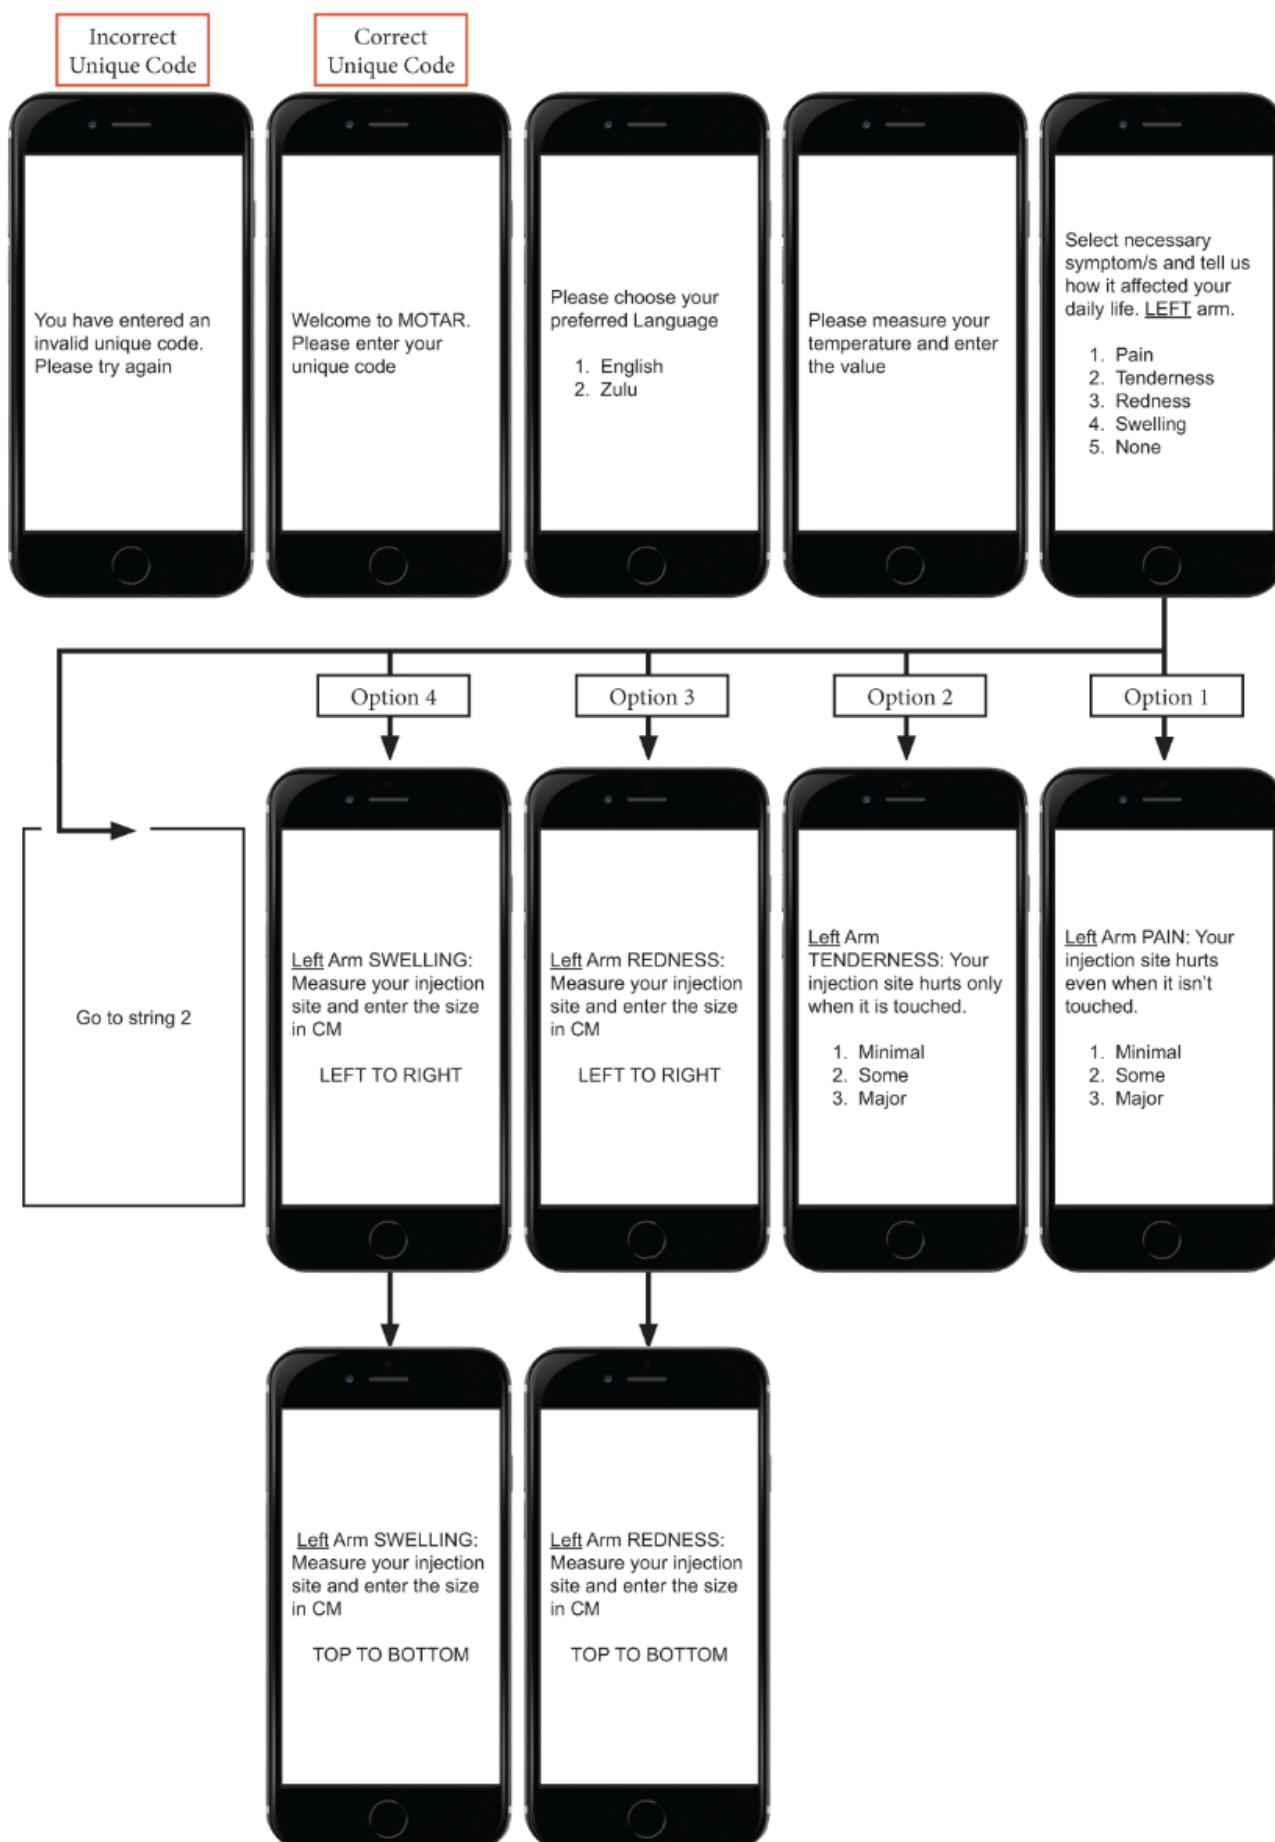 Incorrect
Unique Code
Correct
Unique Code
You have entered an
invalid unique code.
Please try again
Welcome to MOTAR.
Please enter your
unique code
Please choose your
preferred Language
1. English
2. Zulu
Please measure your
temperature and enter
the value
Select necessary
symptom/s and tell us
how it affected your
daily life. LEFT arm.
1. Pain
2. Tenderness
3. Redness
4. Swelling
5. None
Option 4
Option 3
Option 2
Option 1
Go to string 2
Left Arm SWELLING:
Measure your injection
site and enter the size
in CM
LEFT TO RIGHT
Left Arm REDNESS:
Measure your injection
site and enter the size
in CM
LEFT TO RIGHT
Left Arm
TENDERNESS: Your
injection site hurts only
when it is touched.
1. Minimal
2. Some
3. Major
Left Arm PAIN: Your
injection site hurts
even when it isn't
touched.
1. Minimal
2. Some
3. Major
Left Arm SWELLING:
Measure your injection
site and enter the size
in CM
TOP TO BOTTOM
Left Arm REDNESS:
Measure your injection
site and enter the size
in CM
TOP TO BOTTOM